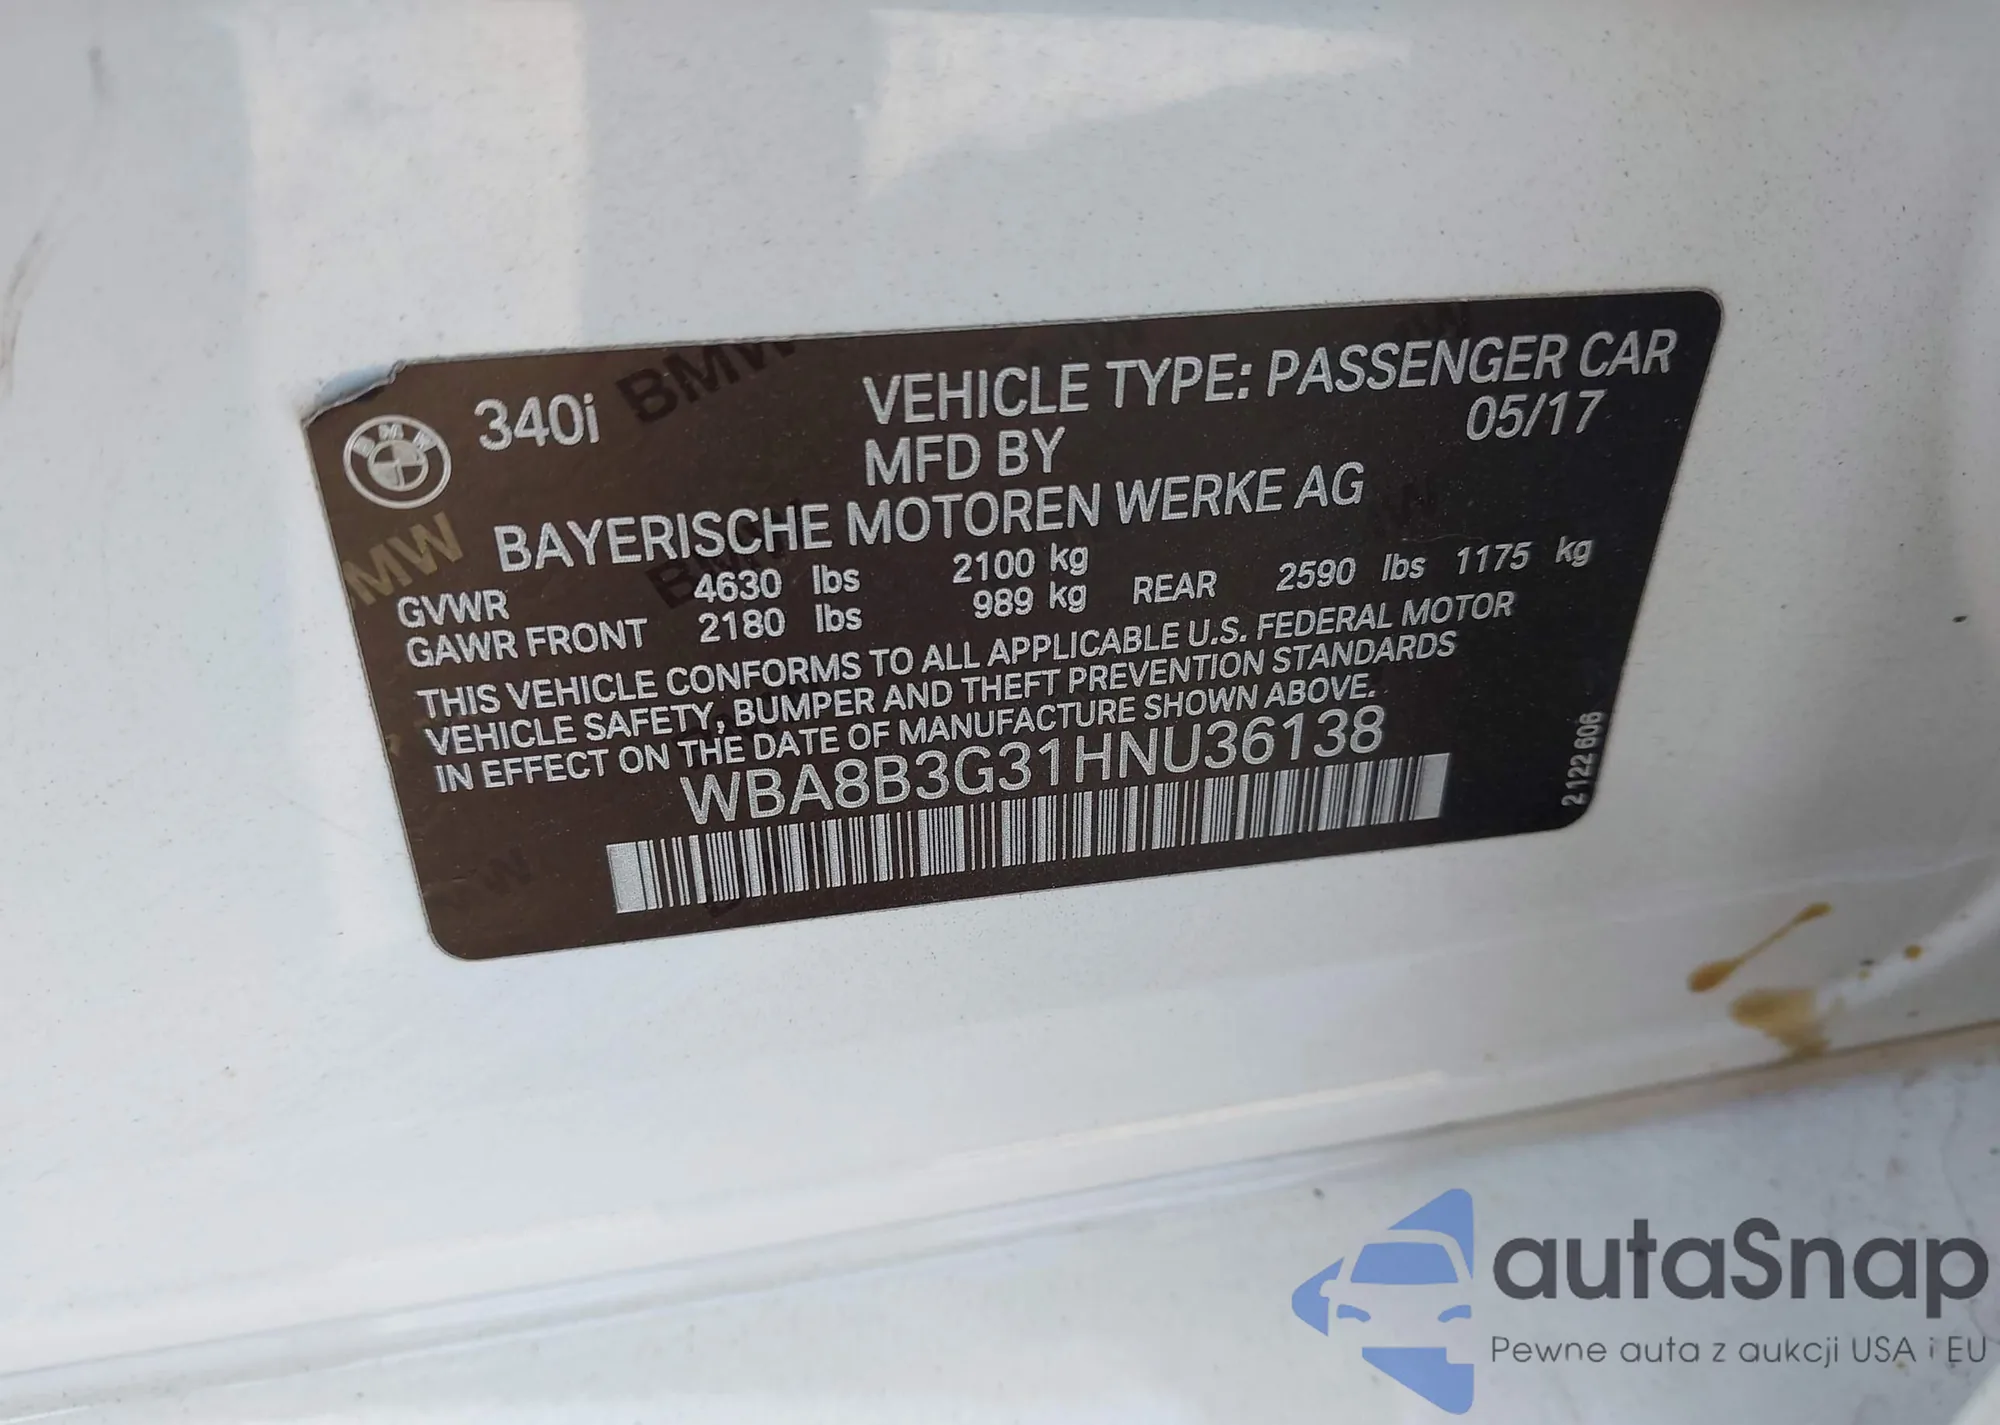 340i
VEHICLE TYPE: PASSENGER CAR
MFD BY 05/17
BAYERISCHE MOTOREN WERKE AG
GVWR 4630 lbs 2100 kg
GAWR FRONT 2180 lbs 989 kg REAR 2590 lbs 1175 kg
THIS VEHICLE CONFORMS TO ALL APPLICABLE U.S. FEDERAL MOTOR
VEHICLE SAFETY, BUMPER AND THEFT PREVENTION STANDARDS
IN EFFECT ON THE DATE OF MANUFACTURE SHOWN ABOVE.
WBA8B3G31HNU36138
2 122 606
autaSnap
Pewne auta z aukcji USA i EU